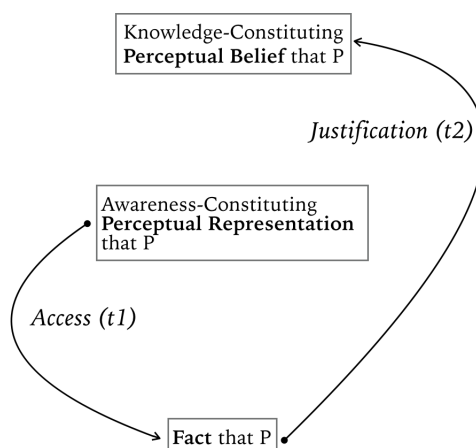 Knowledge-Constituting
Perceptual Belief that P
Justification (t2)
Awareness-Constituting
Perceptual Representation
that P
Access (t1)
Fact that P